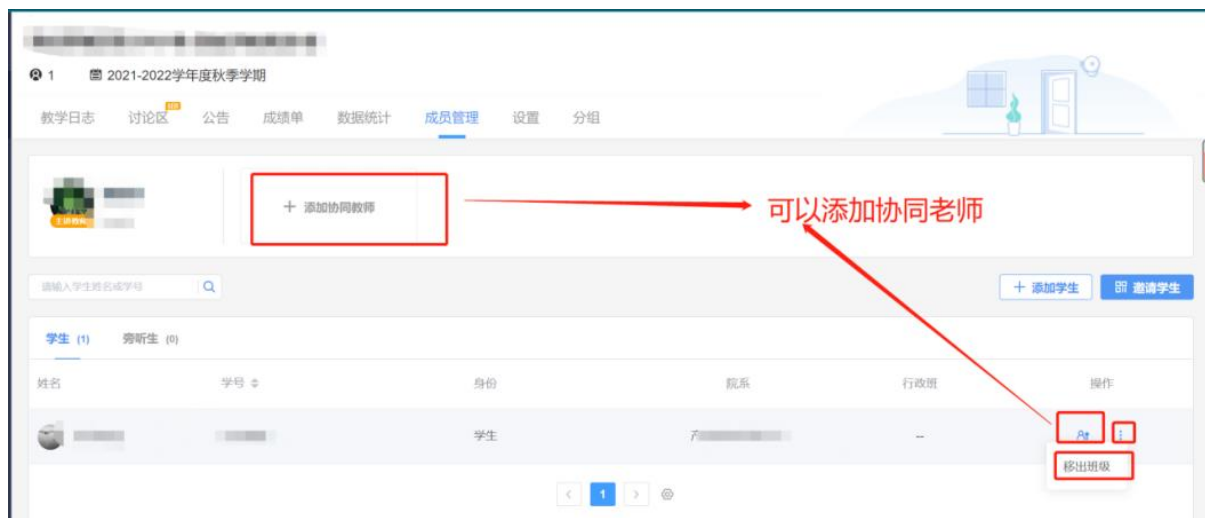 1 2021-2022学年度秋季学期
教学日志 讨论区 公告 成绩单 数据统计 成员管理 设置 分组
+ 添加协同教师
可以添加协同老师
请输入学生姓名或学号
+ 添加学生 邀请学生
学生 (1) 旁听生 (0)
姓名 学号 身份 院系 行政班 操作
学生 --
移出班级
< 1 >